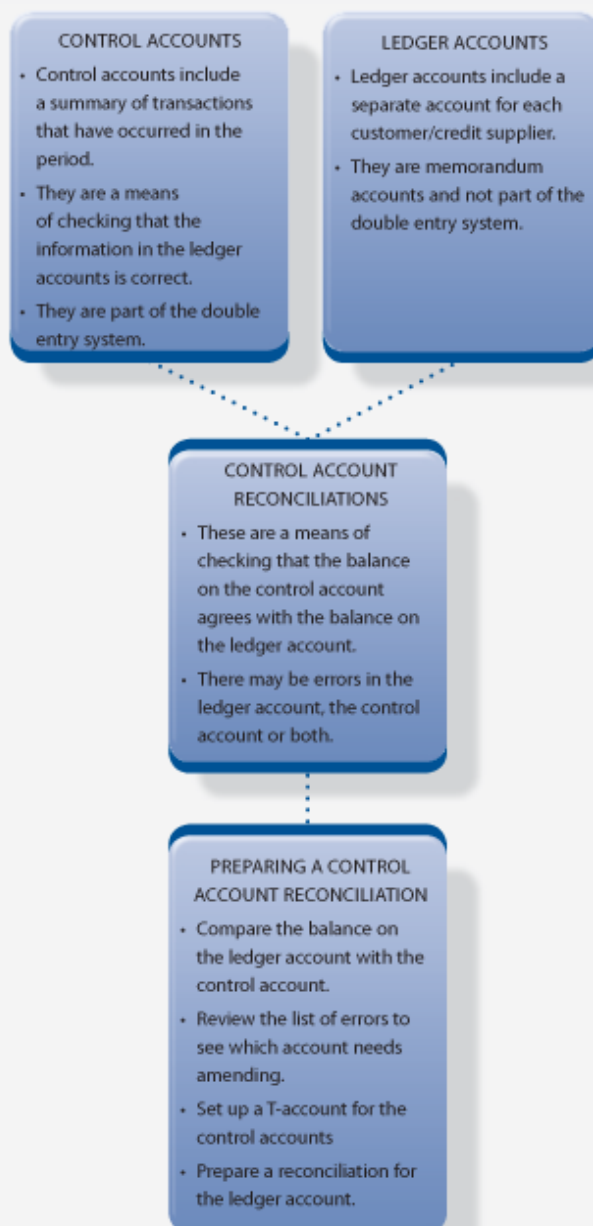 CONTROL ACCOUNTS
• Control accounts include
a summary of transactions
that have occurred in the
period.
• They are a means
of checking that the
information in the ledger
accounts is correct.
• They are part of the double
entry system.
LEDGER ACCOUNTS
• Ledger accounts include a
separate account for each
customer/credit supplier.
• They are memorandum
accounts and not part of the
double entry system.
CONTROL ACCOUNT
RECONCILIATIONS
• These are a means of
checking that the balance
on the control account
agrees with the balance on
the ledger account.
• There may be errors in the
ledger account, the control
account or both.
PREPARING A CONTROL
ACCOUNT RECONCILIATION
• Compare the balance on
the ledger account with the
control account.
• Review the list of errors to
see which account needs
amending.
• Set up a T-account for the
control accounts
• Prepare a reconciliation for
the ledger account.